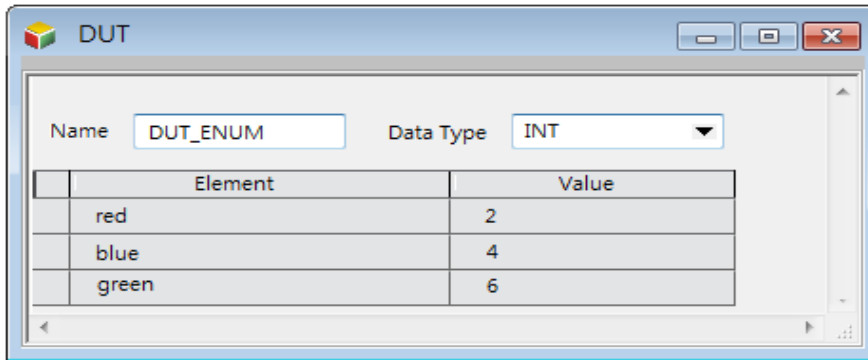 DUT
Name DUT_ENUM Data Type INT
Element Value
red 2
blue 4
green 6